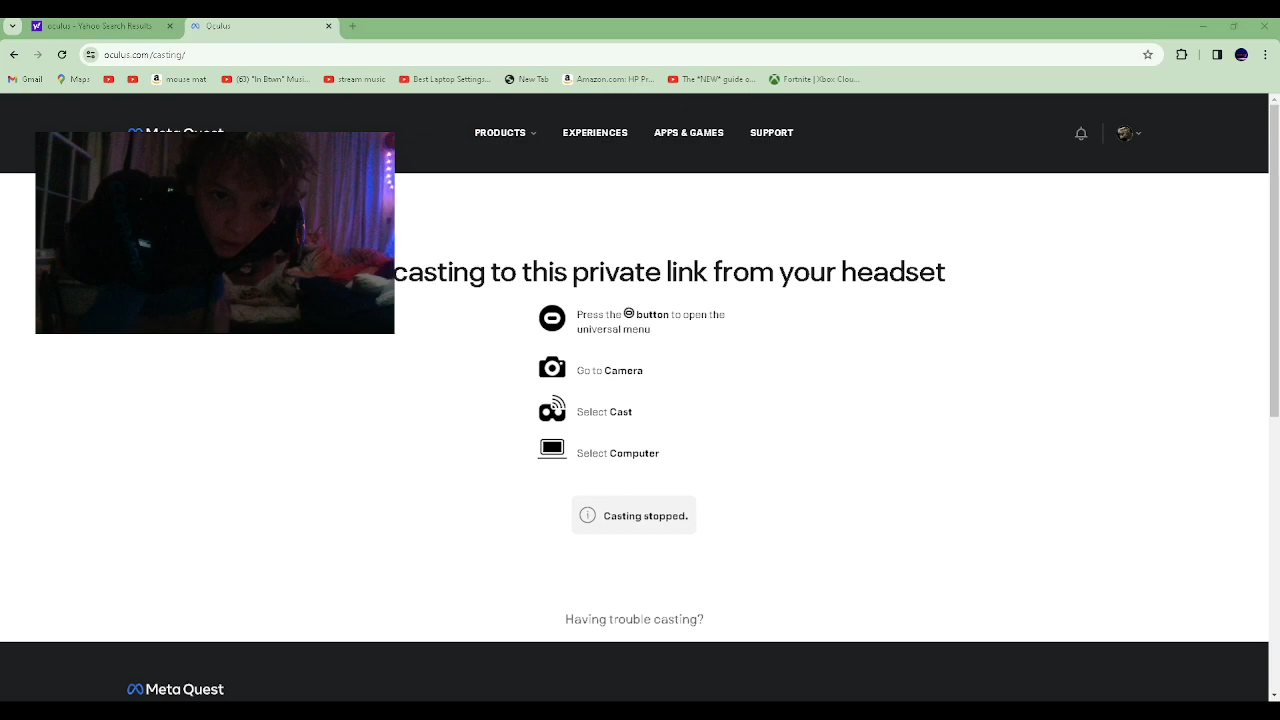 oculus - Yahoo Search Results
Oculus
oculus.com/casting/
Gmail
Maps
mouse mat
(63) "In Btwn" Musi...
stream music
Best Laptop Settings...
New Tab
Amazon.com: HP Pr...
The *NEW* guide o...
Fortnite | Xbox Clou...
Meta Quest
PRODUCTS
EXPERIENCES
APPS & GAMES
SUPPORT
casting to this private link from your headset
Press the button to open the
universal menu
Go to Camera
Select Cast
Select Computer
Casting stopped.
Having trouble casting?
Meta Quest